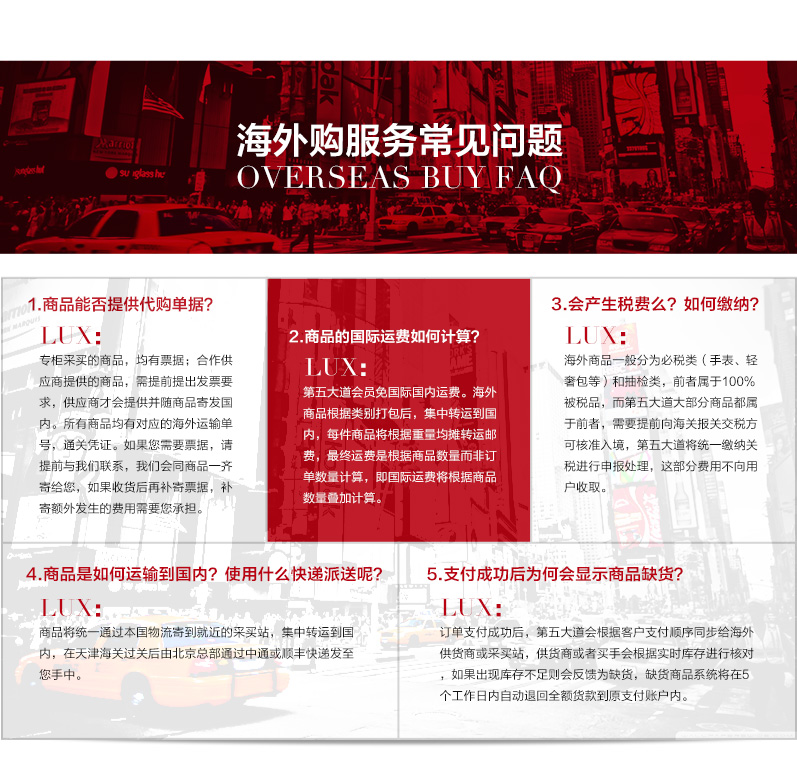 海外购服务常见问题
OVERSEAS BUY FAQ
1.商品能否提供代购单据？
LUX：
专柜采买的商品，均有票据；合作供
应商提供的商品，需提前提出发票要
求，供应商才会提供并随商品寄发国
内。所有商品均有对应的海外运输单
号，通关凭证。如果您需要票据，请
提前与我们联系，我们会同商品一齐
寄给您，如果收货后再补寄票据，补
寄额外发生的费用需要您承担。
2.商品的国际运费如何计算？
LUX：
第五大道会员免国际国内运费。海外
商品根据类别打包后，集中转运到国
内，每件商品将根据重量均摊转运邮
费，最终运费是根据商品数量而非订
单数量计算，即国际运费将根据商品
数量叠加计算。
3.会产生税费么？如何缴纳？
LUX：
海外商品一般分为必税类（手表、轻
奢包等）和抽检类，前者属于100%
被税品，而第五大道大部分商品都属
于前者，需要提前向海关报关交税方
可核准入境，第五大道将统一缴纳关
税进行申报处理，这部分费用不向用
户收取。
4.商品是如何运输到国内？使用什么快递派送呢？
LUX：
商品将统一通过本国物流寄到就近的采买站，集中转运到国
内，在天津海关过关后由北京总部通过中通或顺丰快递发至
您手中。
5.支付成功后为何会显示商品缺货？
LUX：
订单支付成功后，第五大道会根据客户支付顺序同步给海外
供货商或采买站，供货商或者买手会根据实时库存进行核对
，如果出现库存不足则会反馈为缺货，缺货商品系统将在5
个工作日内自动退回全额货款到原支付账户内。